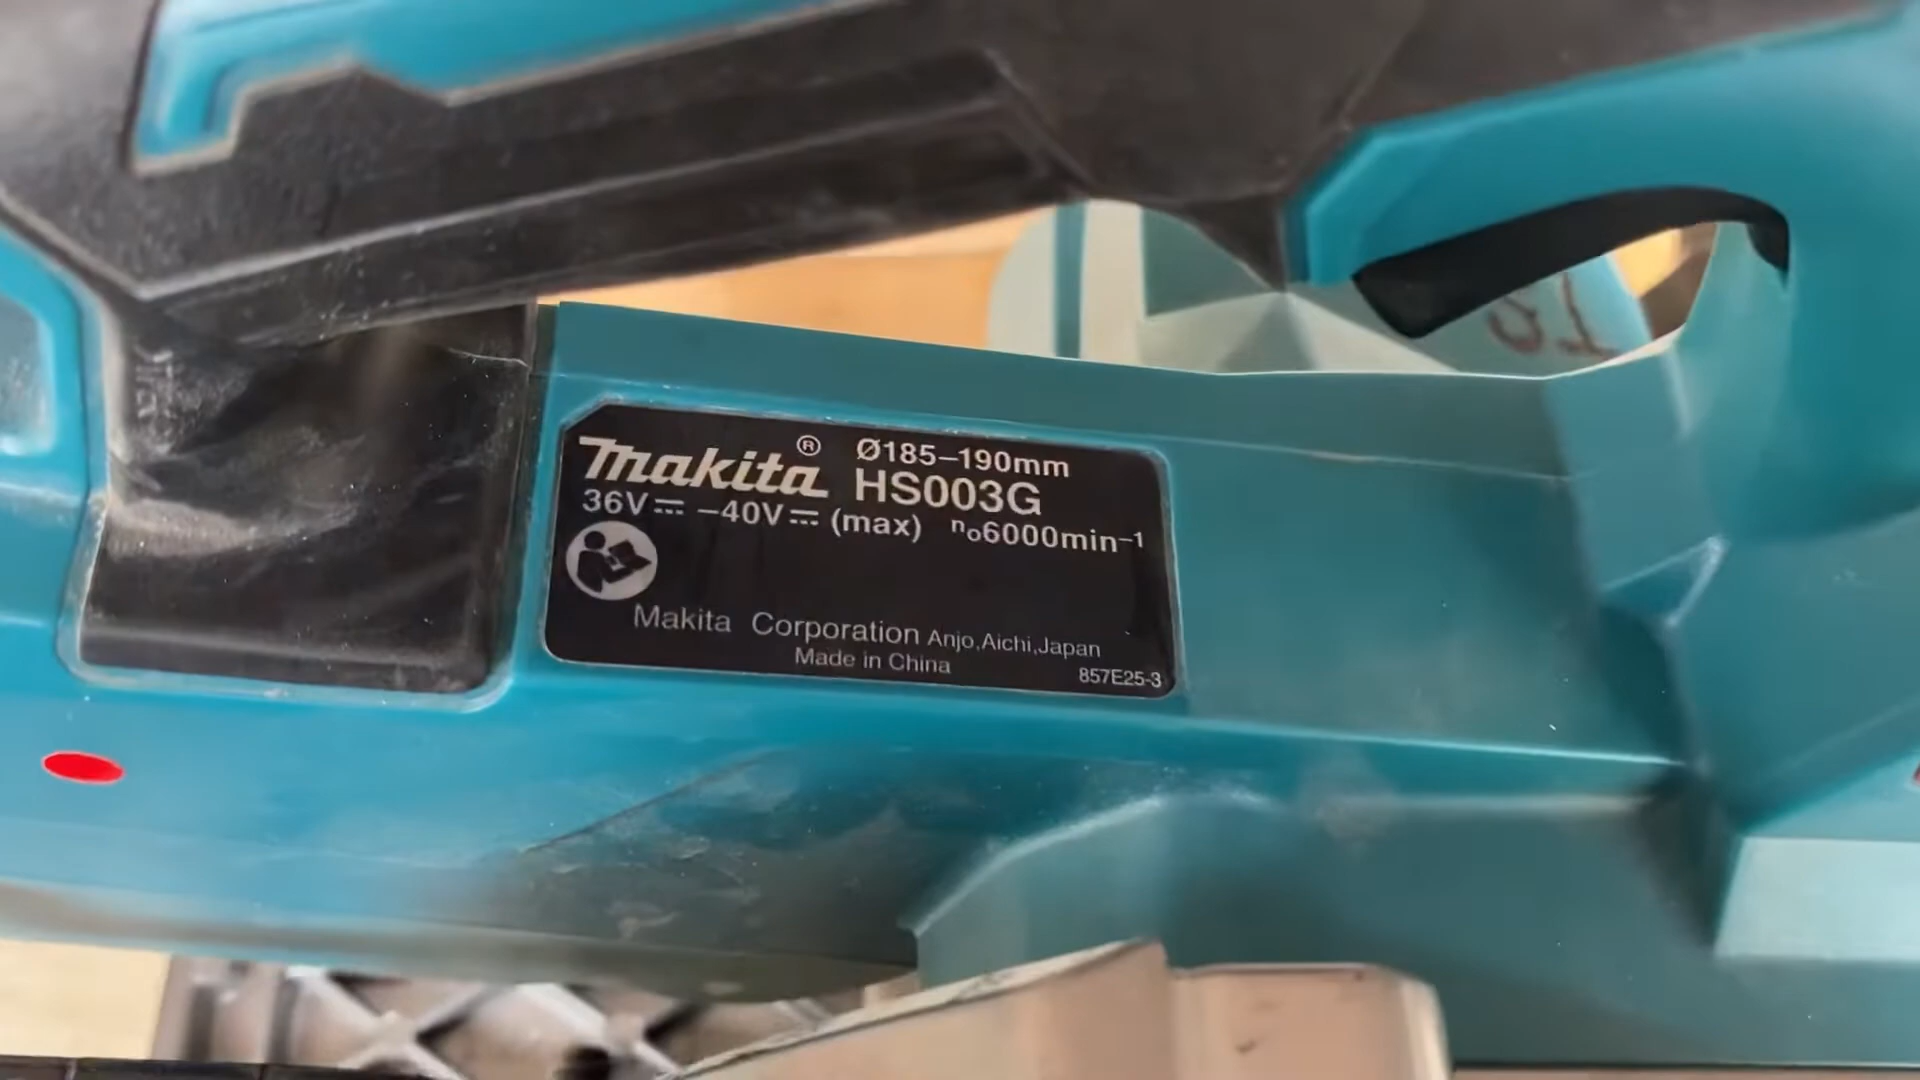 Makita® Ø185–190mm
HS003G
36V⎓ –40V⎓ (max) n₀6000min⁻¹
Makita Corporation Anjo,Aichi,Japan
Made in China
857E25-3